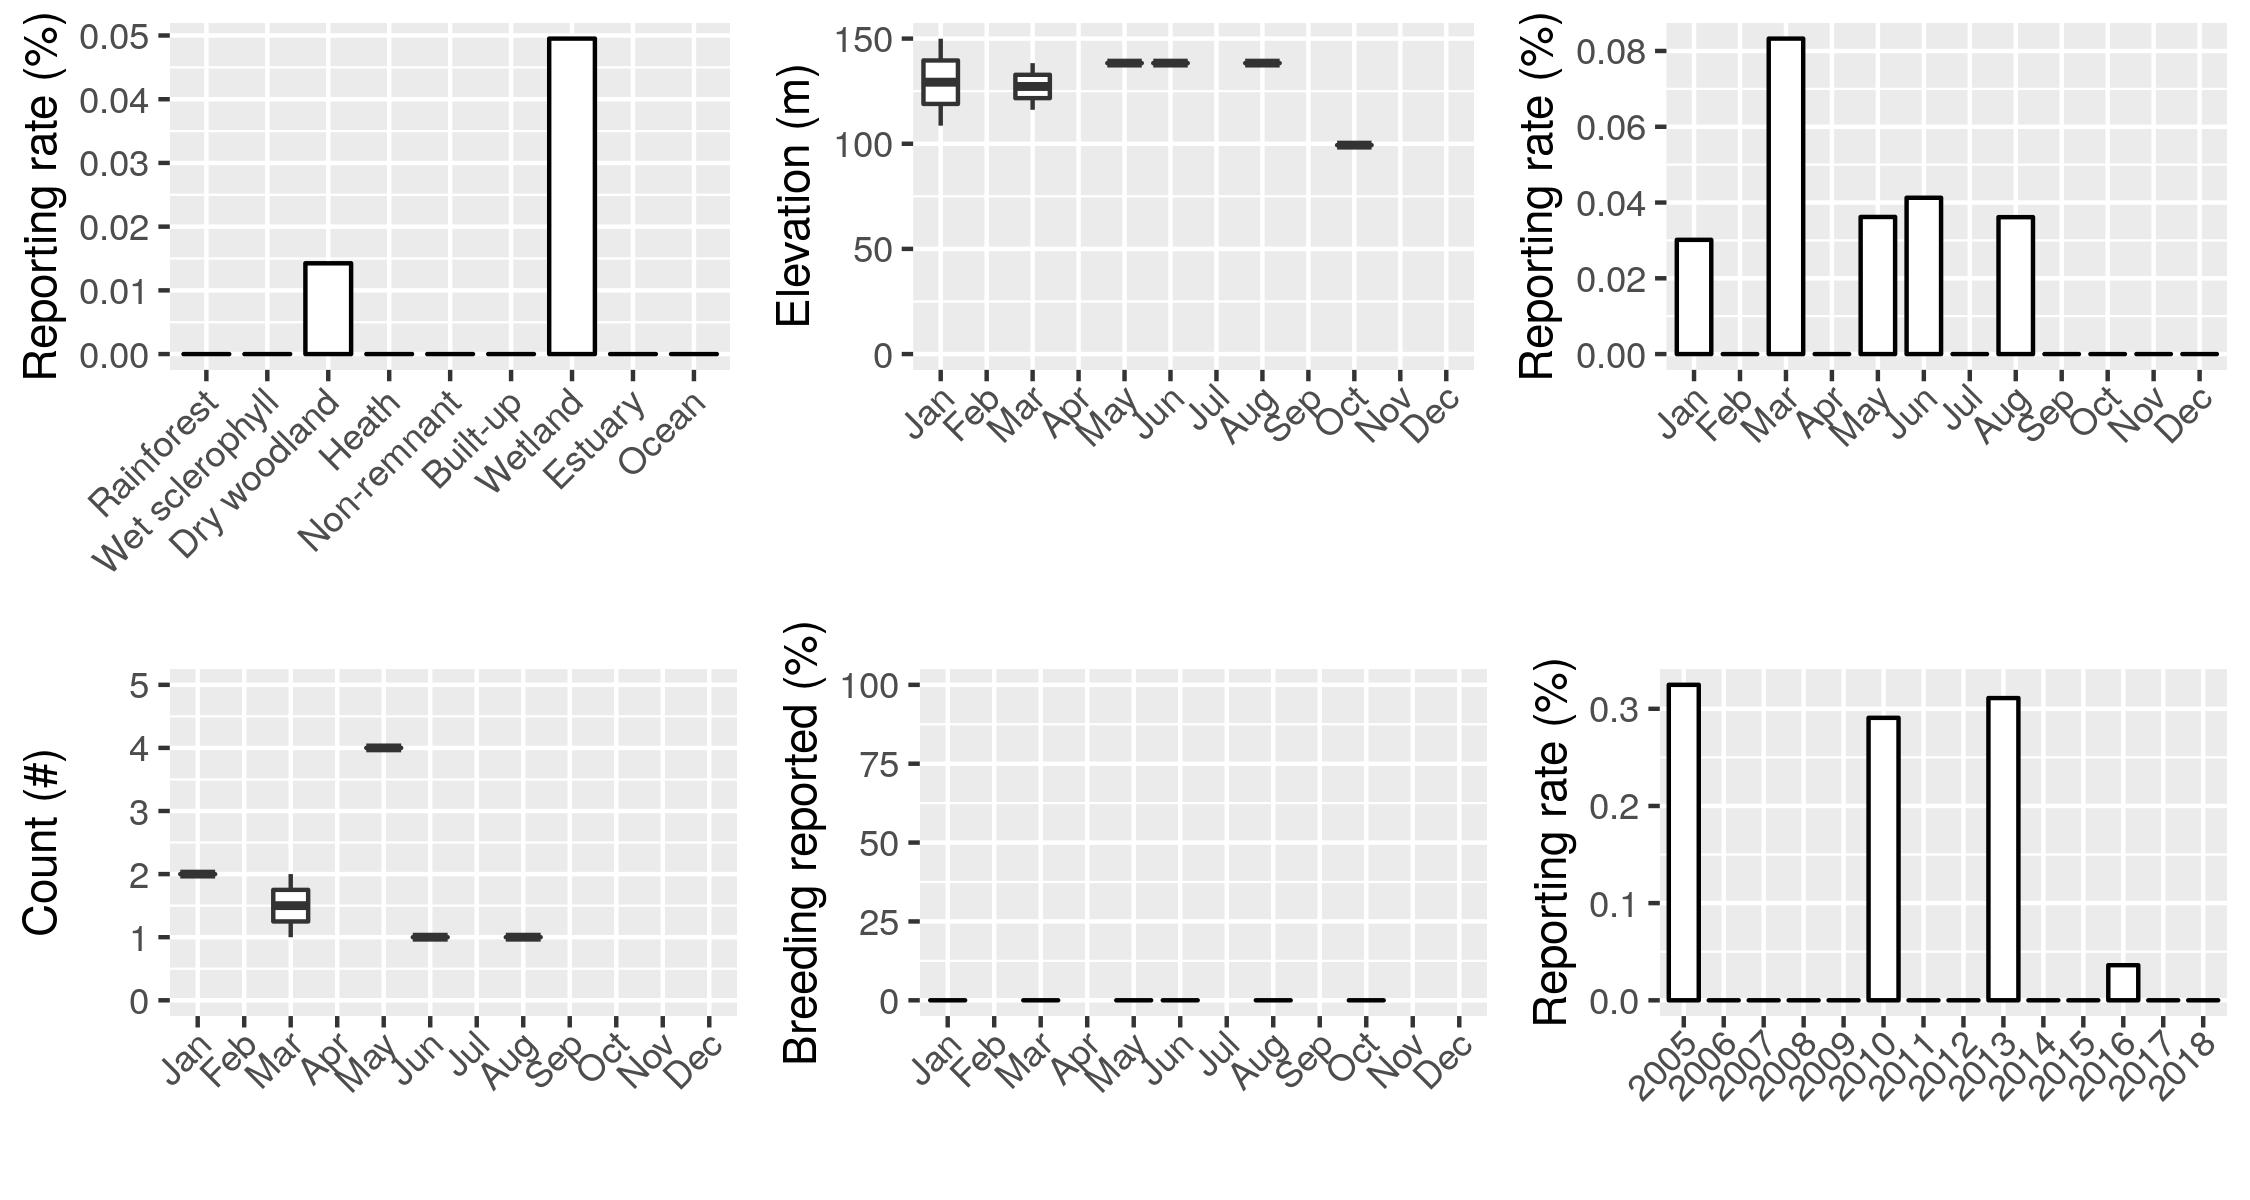 Reporting rate (%)
0.05
0.04
0.03
0.02
0.01
0.00
Rainforest
Wet sclerophyll
Dry woodland
Heath
Non-remnant
Built-up
Wetland
Estuary
Ocean
Elevation (m)
150
100
50
0
Jan
Feb
Mar
Apr
May
Jun
Jul
Aug
Sep
Oct
Nov
Dec
Reporting rate (%)
0.08
0.06
0.04
0.02
0.00
Jan
Feb
Mar
Apr
May
Jun
Jul
Aug
Sep
Oct
Nov
Dec
Count (#)
5
4
3
2
1
0
Jan
Feb
Mar
Apr
May
Jun
Jul
Aug
Sep
Oct
Nov
Dec
Breeding reported (%)
100
75
50
25
0
Jan
Feb
Mar
Apr
May
Jun
Jul
Aug
Sep
Oct
Nov
Dec
Reporting rate (%)
0.3
0.2
0.1
0.0
2005
2006
2007
2008
2009
2010
2011
2012
2013
2014
2015
2016
2017
2018